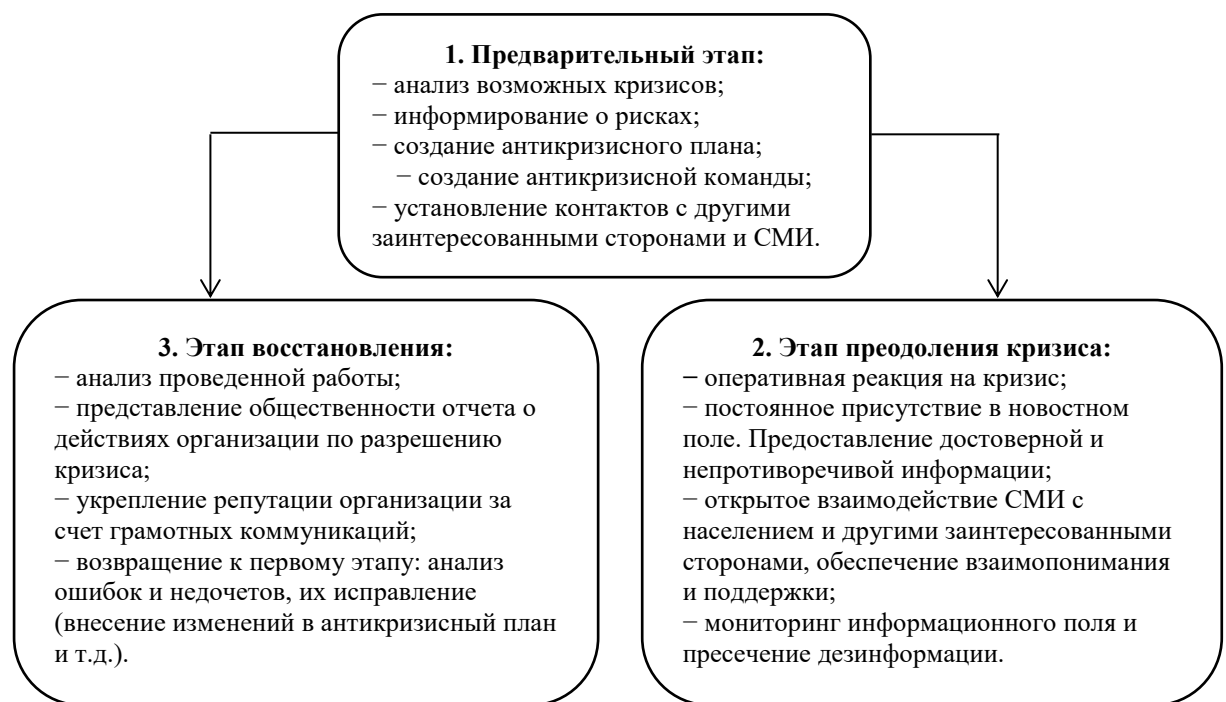 1. Предварительный этап:
− анализ возможных кризисов;
− информирование о рисках;
− создание антикризисного плана;
− создание антикризисной команды;
− установление контактов с другими
заинтересованными сторонами и СМИ.
3. Этап восстановления:
− анализ проведенной работы;
− представление общественности отчета о
действиях организации по разрешению
кризиса;
− укрепление репутации организации за
счет грамотных коммуникаций;
− возвращение к первому этапу: анализ
ошибок и недочетов, их исправление
(внесение изменений в антикризисный план
и т.д.).
2. Этап преодоления кризиса:
− оперативная реакция на кризис;
− постоянное присутствие в новостном
поле. Предоставление достоверной и
непротиворечивой информации;
− открытое взаимодействие СМИ с
населением и другими заинтересованными
сторонами, обеспечение взаимопонимания
и поддержки;
− мониторинг информационного поля и
пресечение дезинформации.